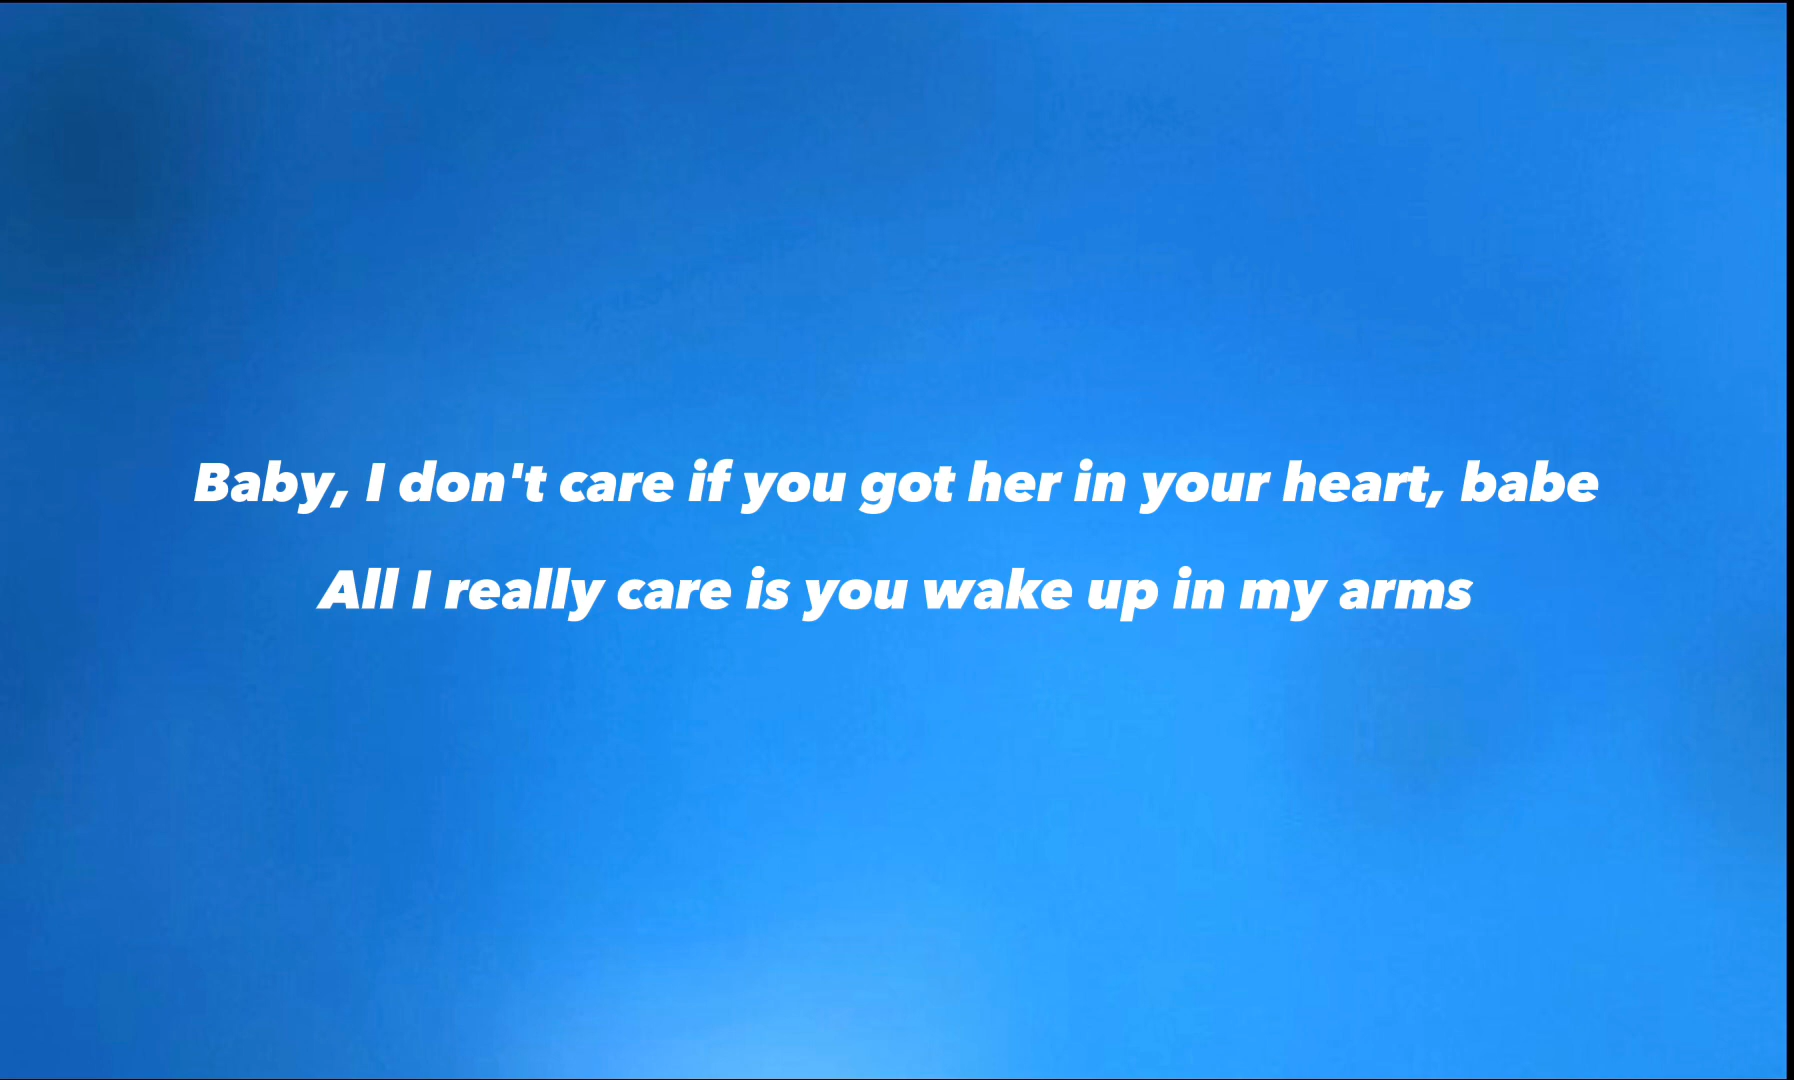 Baby, I don't care if you got her in your heart, babe
All I really care is you wake up in my arms